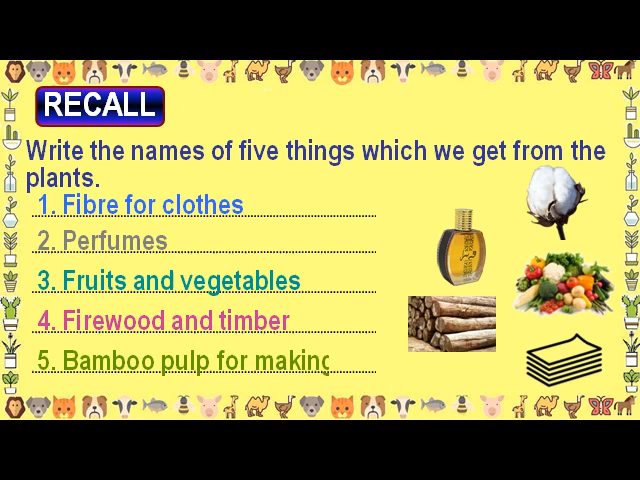 RECALL
Write the names of five things which we get from the
plants.
1. Fibre for clothes
2. Perfumes
3. Fruits and vegetables
4. Firewood and timber
5. Bamboo pulp for making